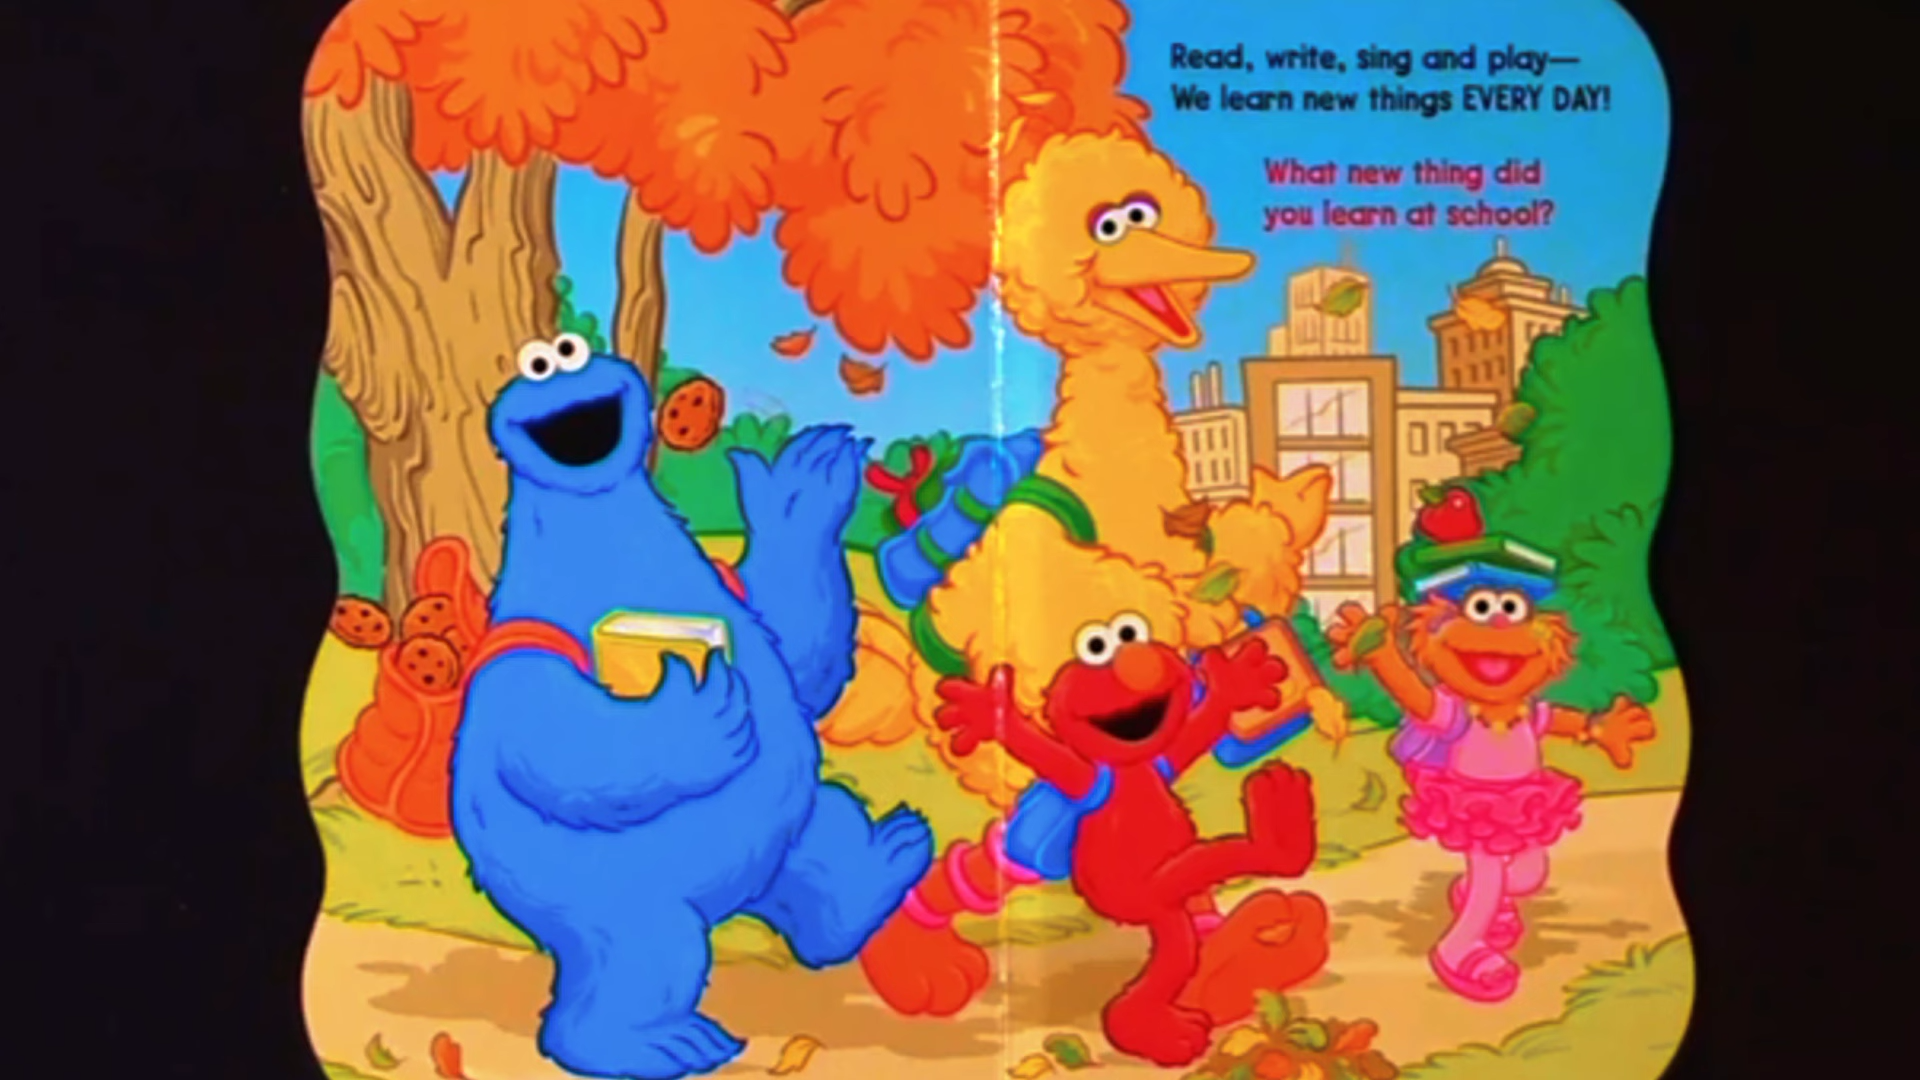 Read, write, sing and play—
We learn new things EVERY DAY!
What new thing did
you learn at school?